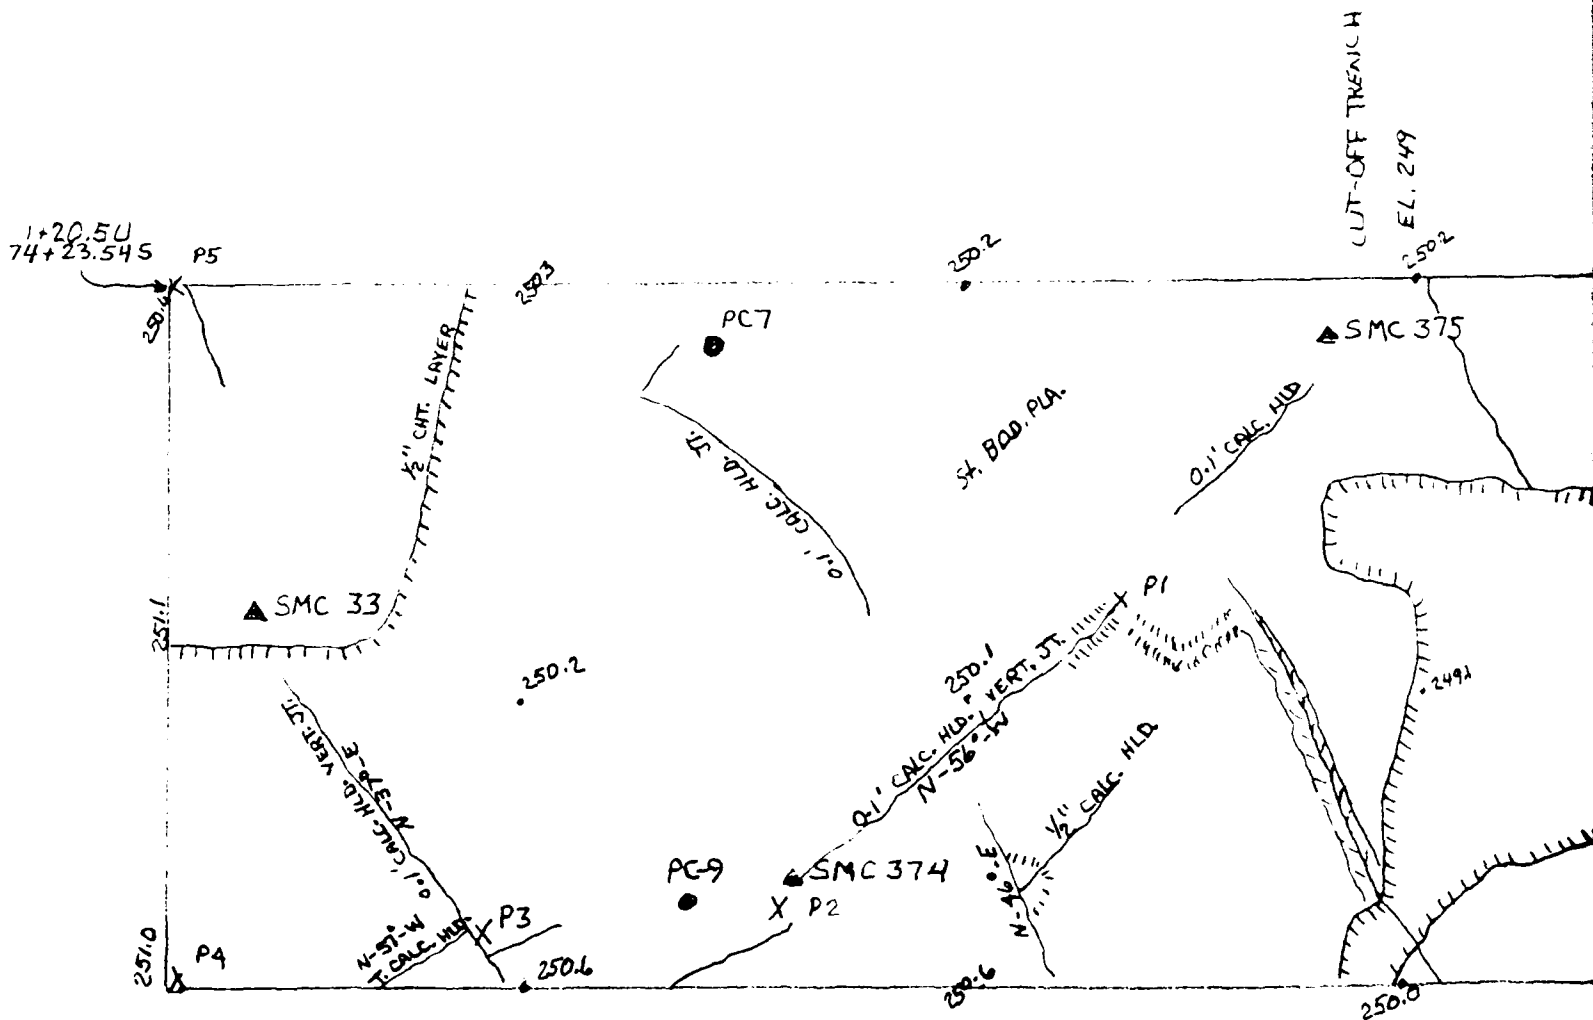 CUT-OFF TRENCH
EL. 249
1+20.5U
74+23.54S
P5
250.4
250.3
250.2
250.2
PC7
SMC 375
1/2" CHT. LAYER
0.1' CALC. HLD. JT.
St. BDD. PLA.
0.1' CALC. HLD
SMC 33
251.1
P1
250.2
250.1
0.1' CALC. HLD. VERT. JT.
N-56°-W
0.1' CALC. HLD. VERT. JT.
N-37°-E
1/2" CALC. HLD.
N-46°-E
PC-9
SMC 374
P2
P3
N-57°-W
T. CALC. HLD.
251.0
P4
250.6
250.6
250.0